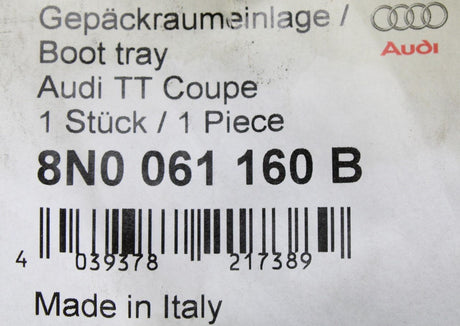 Gepäckraumeinlage /
Boot tray
Audi TT Coupe
1 Stück / 1 Piece
8N0 061 160 B
4 039378 217389
Made in Italy
Audi